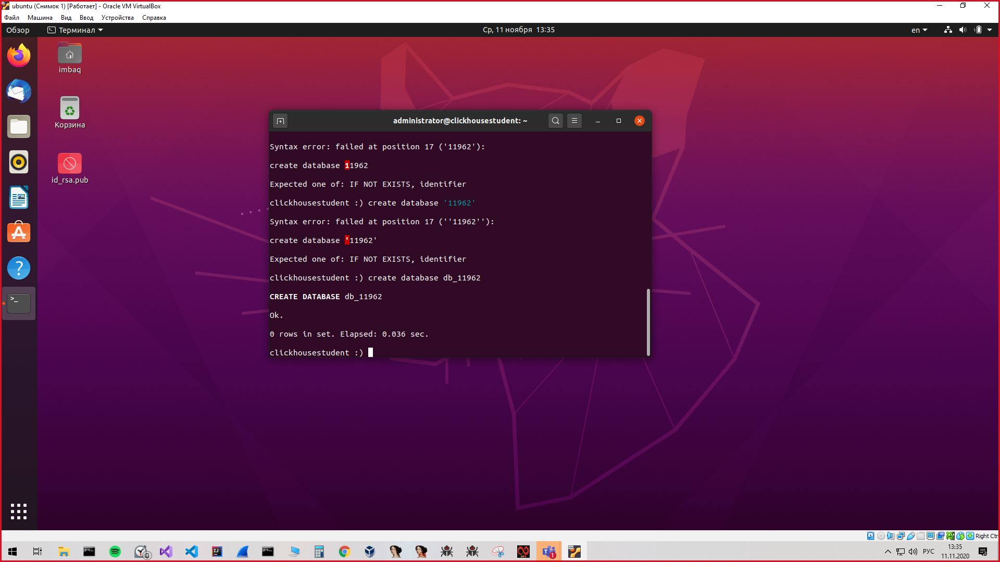 ubuntu (Снимок 1) [Работает] - Oracle VM VirtualBox
Файл Машина Вид Ввод Устройства Справка
Обзор Терминал Ср, 11 ноября 13:35 en
imbaq
Корзина
id_rsa.pub
administrator@clickhousestudent: ~
Syntax error: failed at position 17 ('11962'):
create database 11962
Expected one of: IF NOT EXISTS, identifier
clickhousestudent :) create database '11962'
Syntax error: failed at position 17 (''11962''):
create database '11962'
Expected one of: IF NOT EXISTS, identifier
clickhousestudent :) create database db_11962
CREATE DATABASE db_11962
Ok.
0 rows in set. Elapsed: 0.036 sec.
clickhousestudent :)
Right Ctr
РУС
13:35
11.11.2020